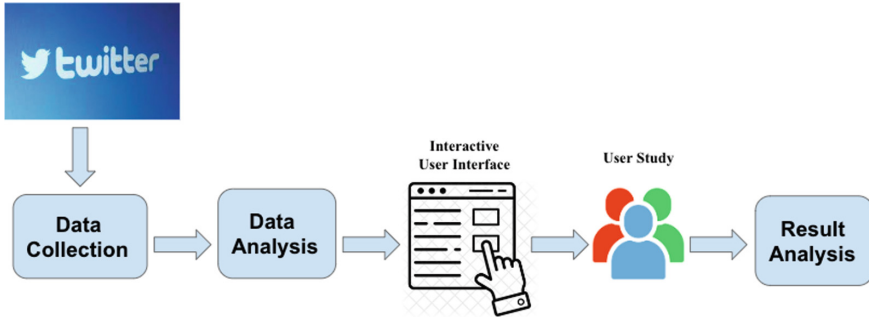 twitter
Data
Collection
Data
Analysis
Interactive
User Interface
User Study
Result
Analysis